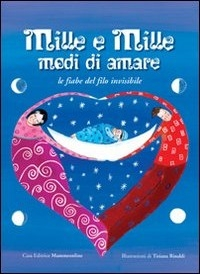 Mille e Mille
modi di amare
le fiabe del filo invisibile
Casa Editrice Mammeonline
Illustrazioni di Tiziana Rinaldi